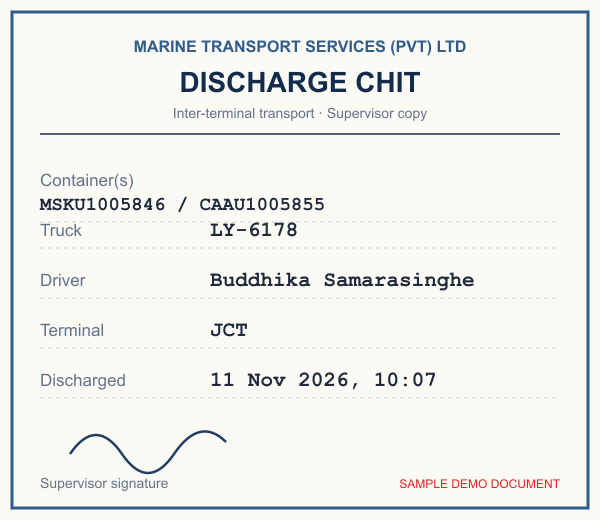 MARINE TRANSPORT SERVICES (PVT) LTD
DISCHARGE CHIT
Inter-terminal transport · Supervisor copy
Container(s)
MSKU1005846 / CAAU1005855
Truck LY-6178
Driver Buddhika Samarasinghe
Terminal JCT
Discharged 11 Nov 2026, 10:07
Supervisor signature SAMPLE DEMO DOCUMENT